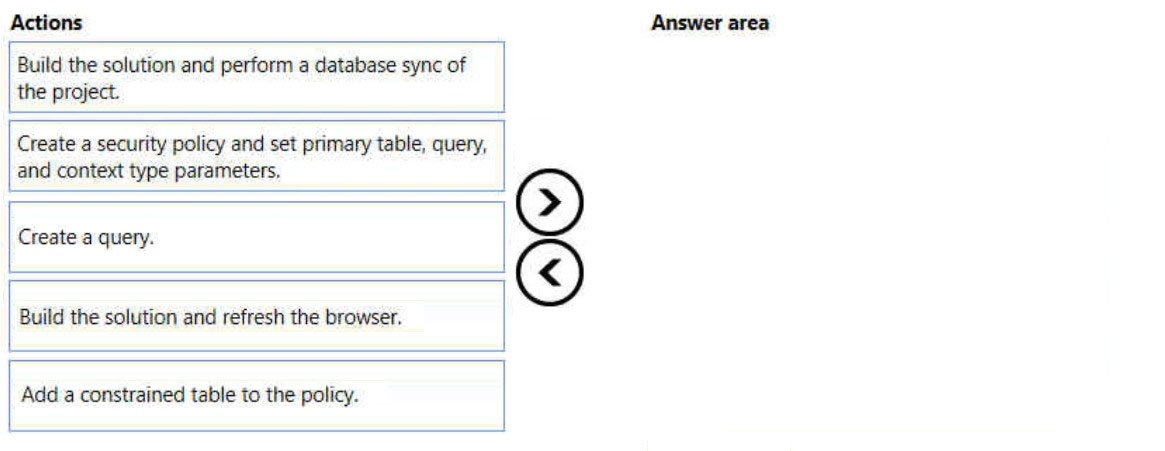 Actions
Answer area
Build the solution and perform a database sync of
the project.
Create a security policy and set primary table, query,
and context type parameters.
Create a query.
Build the solution and refresh the browser.
Add a constrained table to the policy.